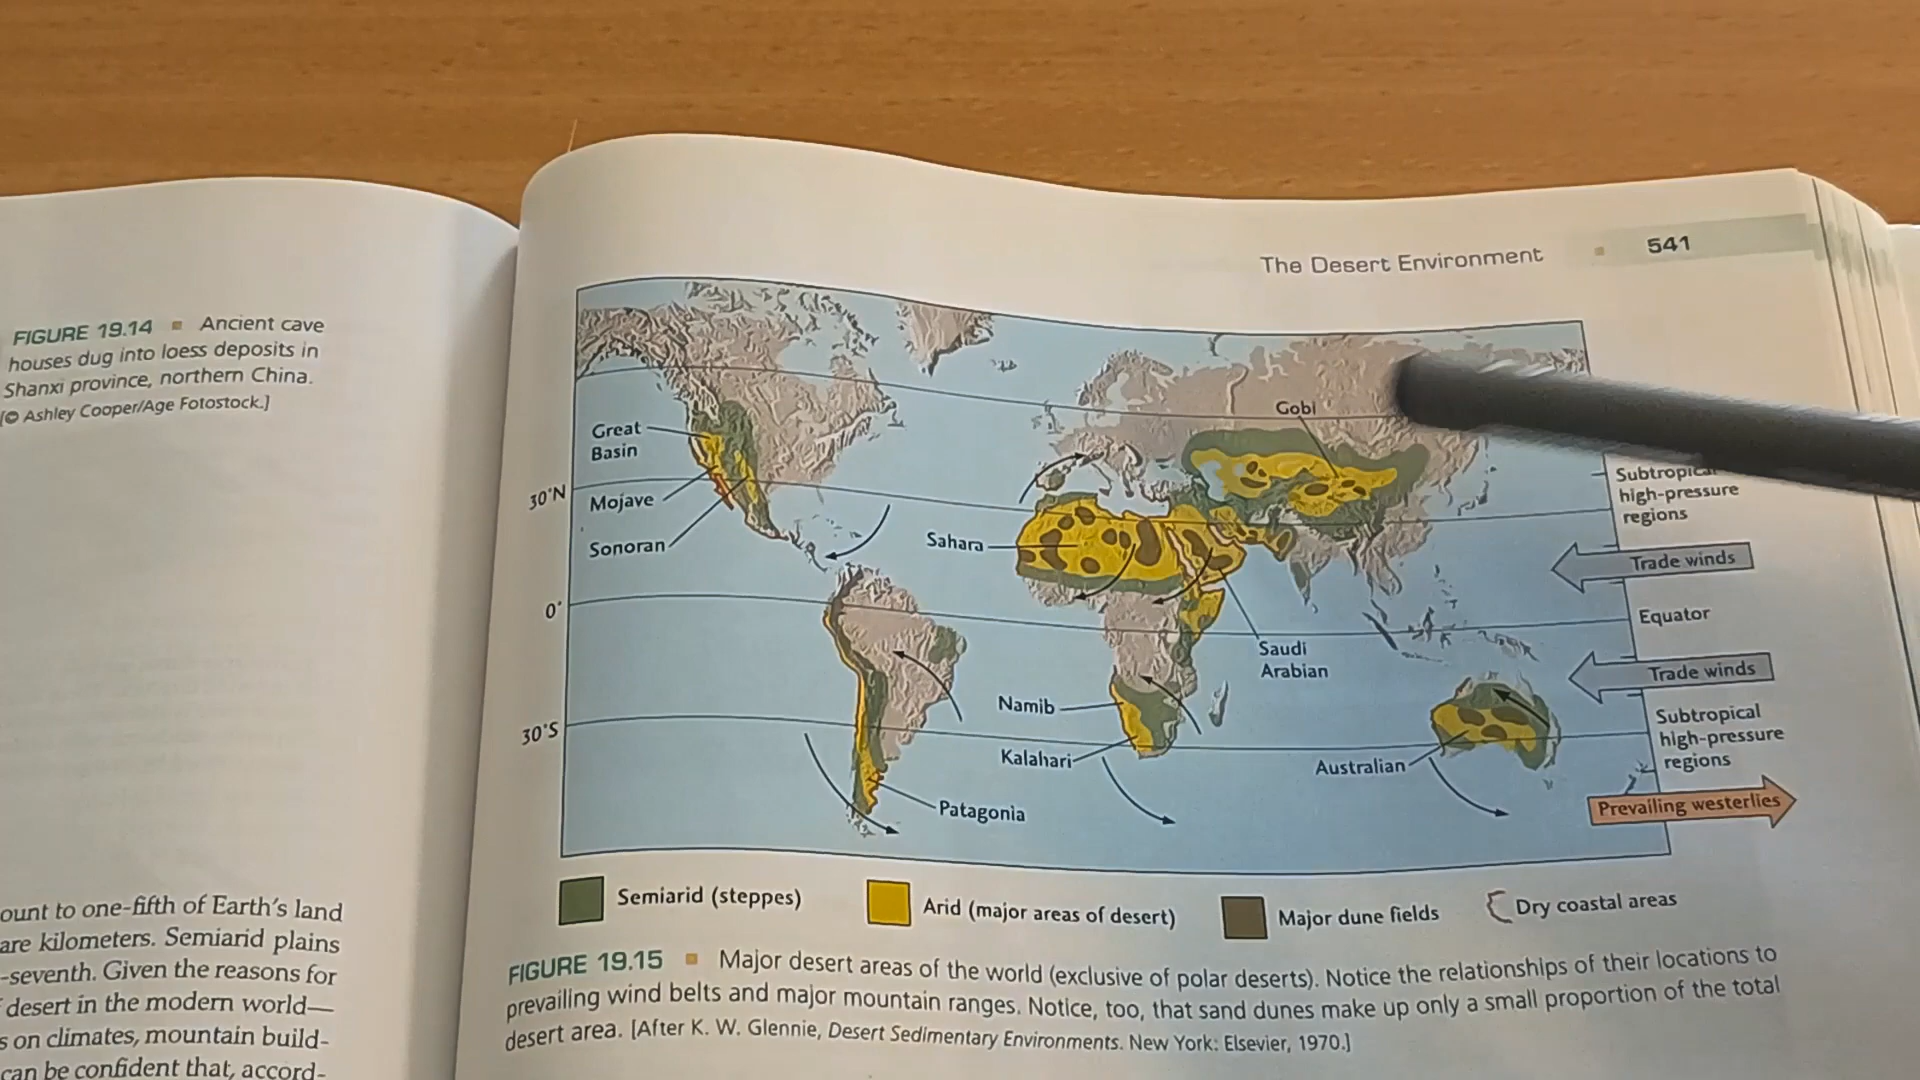 FIGURE 19.14 ▪ Ancient cave
houses dug into loess deposits in
Shanxi province, northern China.
[© Ashley Cooper/Age Fotostock.]
ount to one-fifth of Earth's land
are kilometers. Semiarid plains
-seventh. Given the reasons for
desert in the modern world—
s on climates, mountain build-
can be confident that, accord-
The Desert Environment ▪ 541
Gobi
Great
Basin
30°N
Mojave
Sonoran
Sahara
0°
Saudi
Arabian
Namib
30°S
Kalahari
Australian
Patagonia
Subtropical
high-pressure
regions
Trade winds
Equator
Trade winds
Subtropical
high-pressure
regions
Prevailing westerlies
Semiarid (steppes)
Arid (major areas of desert)
Major dune fields
Dry coastal areas
FIGURE 19.15 ▪ Major desert areas of the world (exclusive of polar deserts). Notice the relationships of their locations to
prevailing wind belts and major mountain ranges. Notice, too, that sand dunes make up only a small proportion of the total
desert area. [After K. W. Glennie, Desert Sedimentary Environments. New York: Elsevier, 1970.]